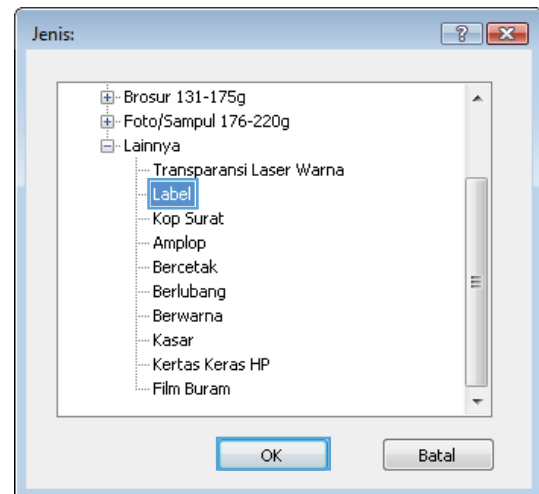 Jenis:
Brosur 131-175g
Foto/Sampul 176-220g
Lainnya
Transparansi Laser Warna
Label
Kop Surat
Amplop
Bercetak
Berlubang
Berwarna
Kasar
Kertas Keras HP
Film Buram
OK Batal